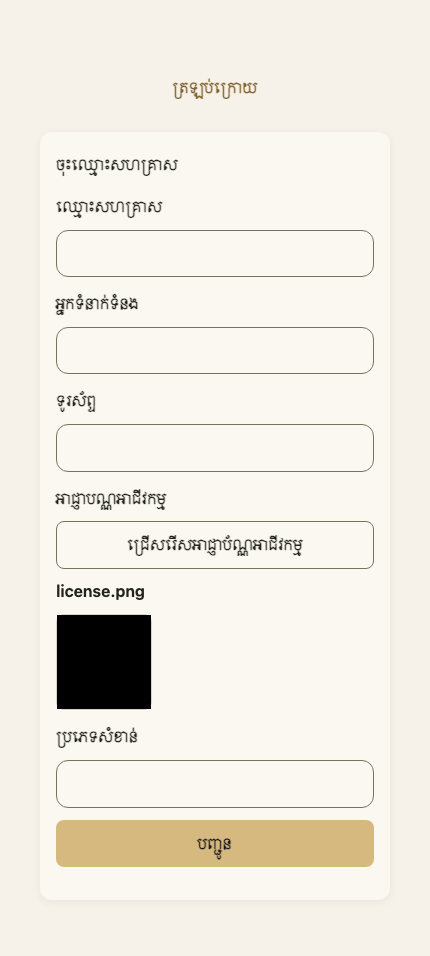 ត្រឡប់ក្រោយ
ចុះឈ្មោះសហគ្រាស
ឈ្មោះសហគ្រាស
អ្នកទំនាក់ទំនង
ទូរស័ព្ទ
អាជ្ញាបណ្ណអាជីវកម្ម
ជ្រើសរើសអាជ្ញាប័ណ្ណអាជីវកម្ម
license.png
ប្រភេទសំខាន់
បញ្ជូន